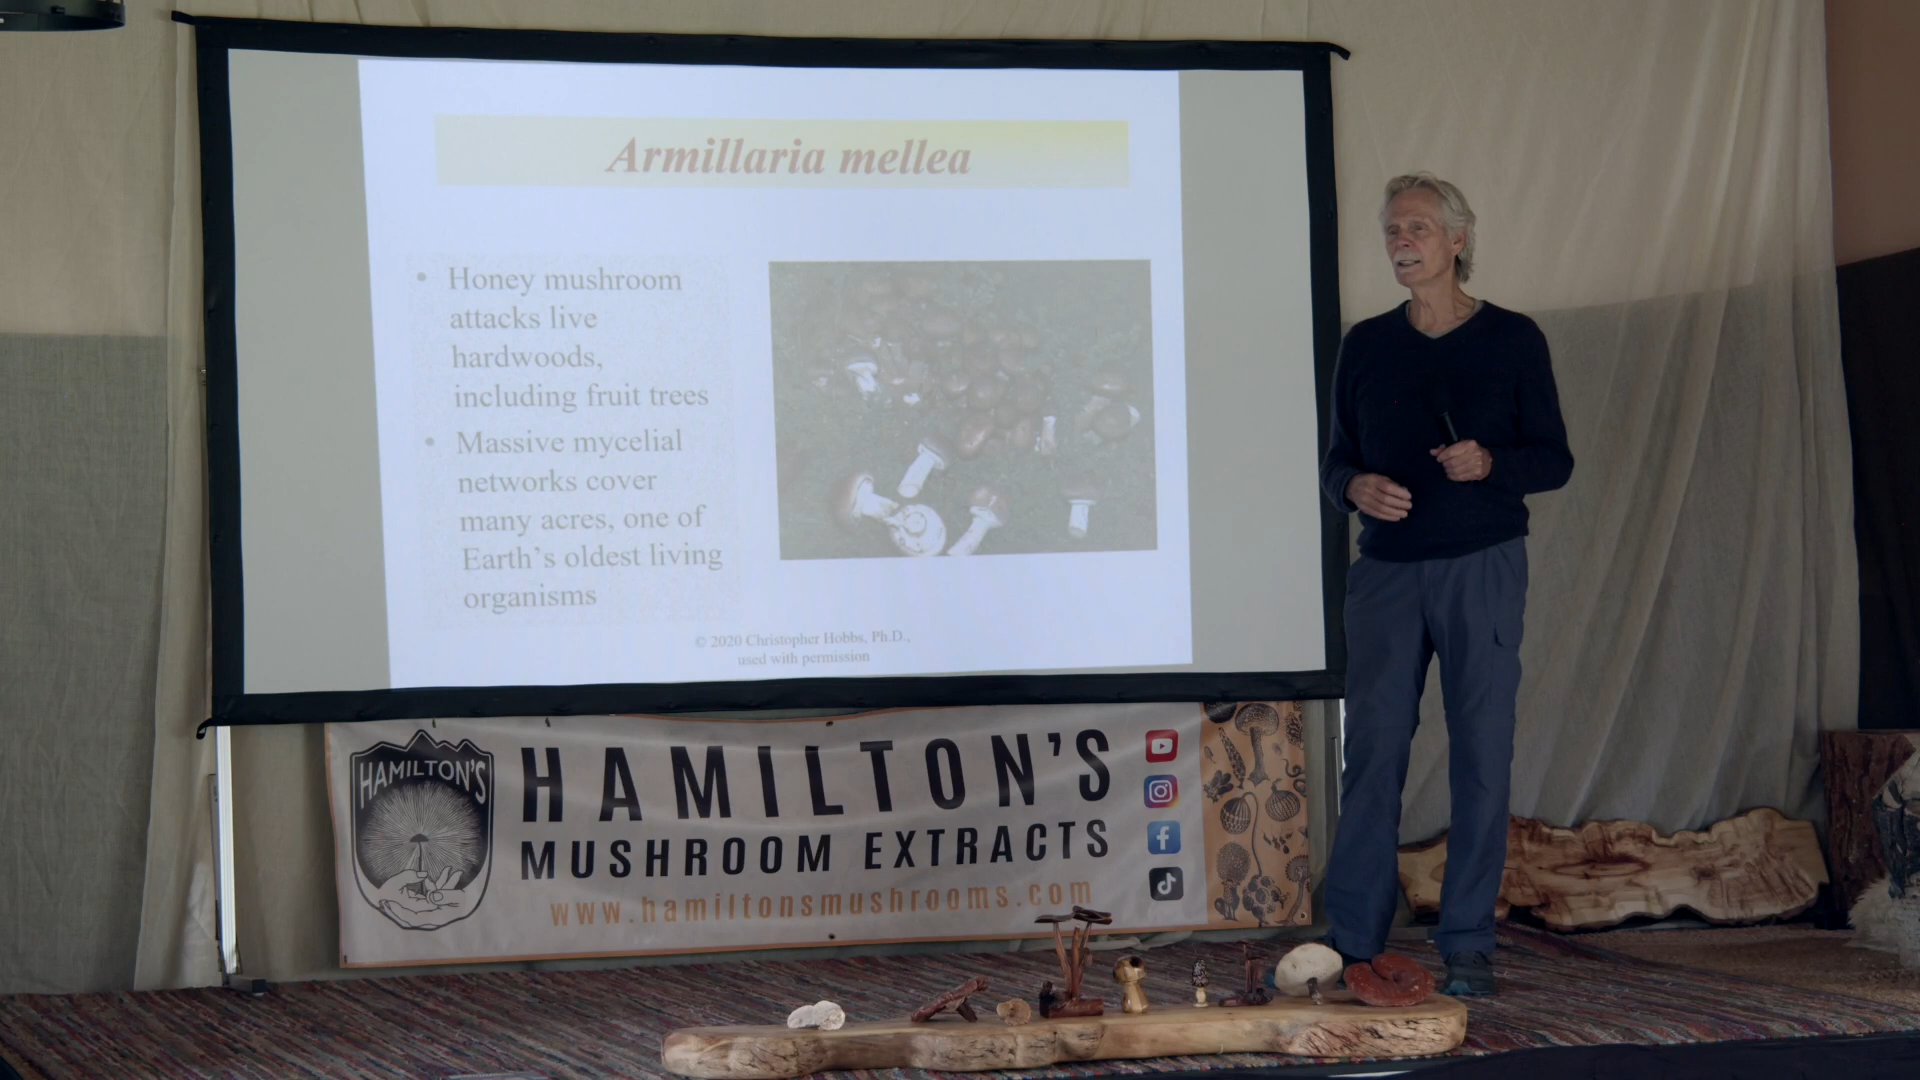 Armillaria mellea
• Honey mushroom
attacks live
hardwoods,
including fruit trees
• Massive mycelial
networks cover
many acres, one of
Earth's oldest living
organisms
© 2020 Christopher Hobbs, Ph.D.,
used with permission
HAMILTON'S
HAMILTON'S
MUSHROOM EXTRACTS
www.hamiltonsmushrooms.com